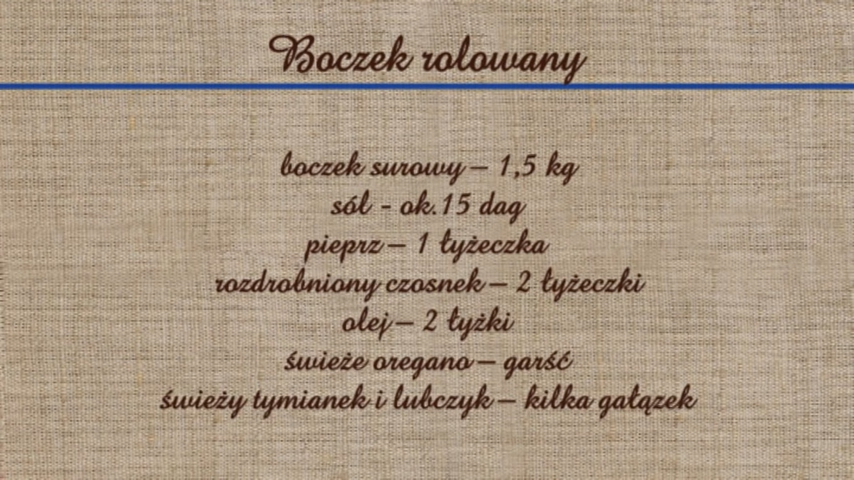 Boczek rolowany
boczek surowy – 1,5 kg
sól - ok.15 dag
pieprz – 1 łyżeczka
rozdrobniony czosnek – 2 łyżeczki
olej – 2 łyżki
świeże oregano – garść
świeży tymianek i lubczyk – kilka gałązek